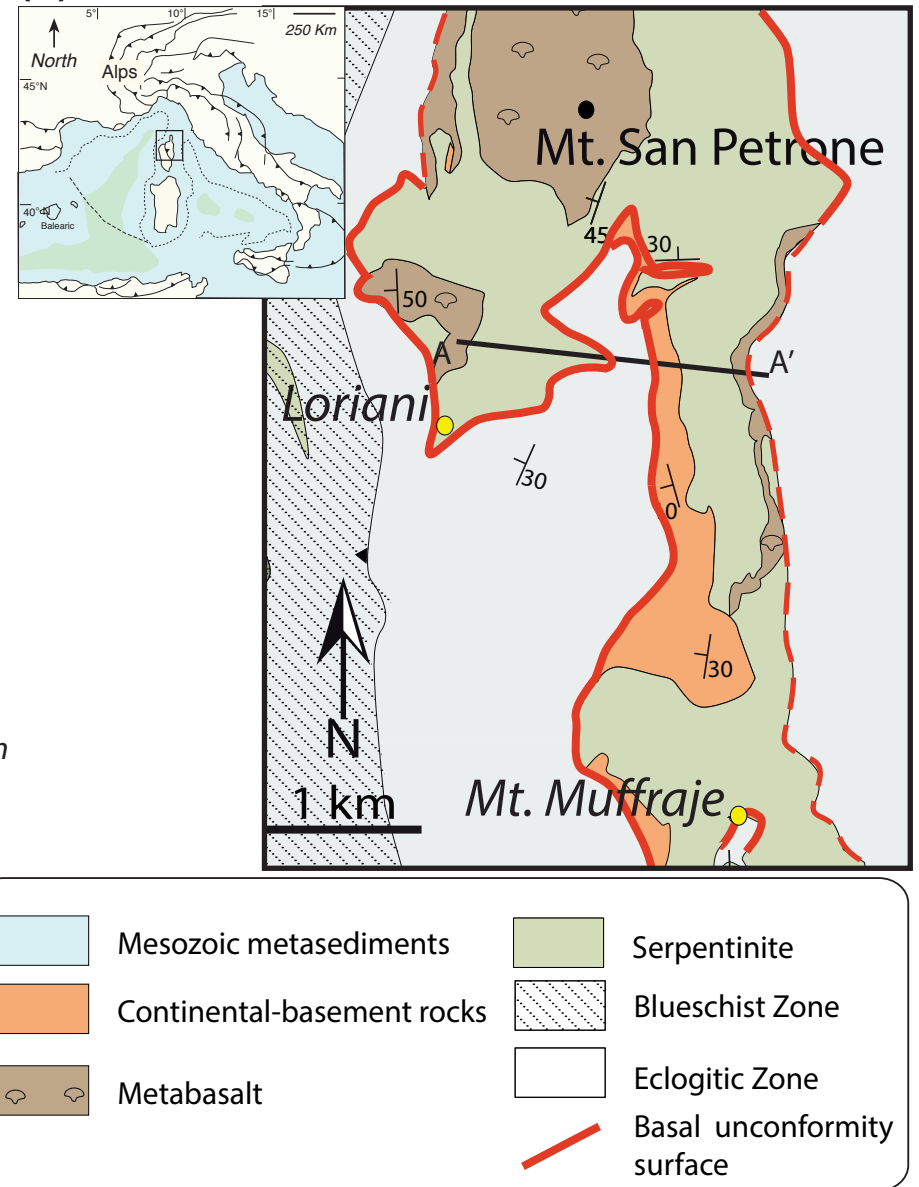 5°
10°
15°
250 Km
North
Alps
45°N
40°N
Balearic
Mt. San Petrone
45
30
50
A
A'
Loriani
30
0
30
N
1 km
Mt. Muffraje
Mesozoic metasediments
Serpentinite
Continental-basement rocks
Blueschist Zone
Metabasalt
Eclogitic Zone
Basal unconformity
surface